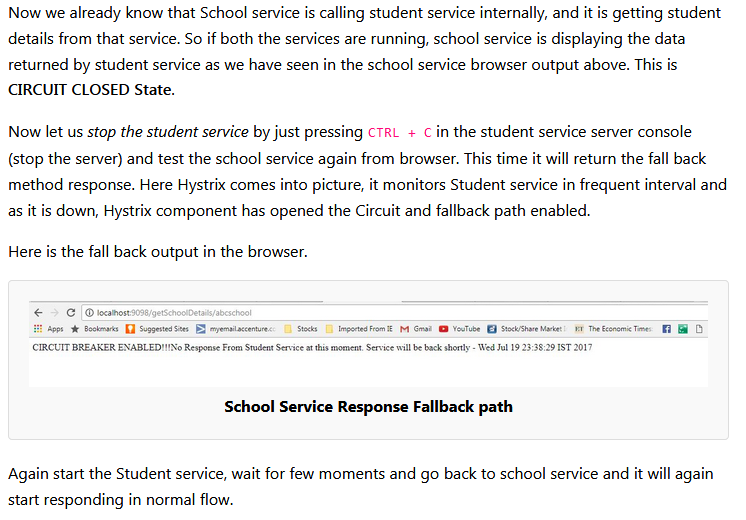 Now we already know that School service is calling student service internally, and it is getting student
details from that service. So if both the services are running, school service is displaying the data
returned by student service as we have seen in the school service browser output above. This is
CIRCUIT CLOSED State.
Now let us stop the student service by just pressing CTRL + C in the student service server console
(stop the server) and test the school service again from browser. This time it will return the fall back
method response. Here Hystrix comes into picture, it monitors Student service in frequent interval and
as it is down, Hystrix component has opened the Circuit and fallback path enabled.
Here is the fall back output in the browser.
localhost:9098/getSchoolDetails/abcschool
Apps Bookmarks Suggested Sites myemail.accenture.c Stocks Imported From IE Gmail YouTube Stock/Share Market The Economic Times
CIRCUIT BREAKER ENABLED!!!No Response From Student Service at this moment. Service will be back shortly - Wed Jul 19 23:38:29 IST 2017
School Service Response Fallback path
Again start the Student service, wait for few moments and go back to school service and it will again
start responding in normal flow.